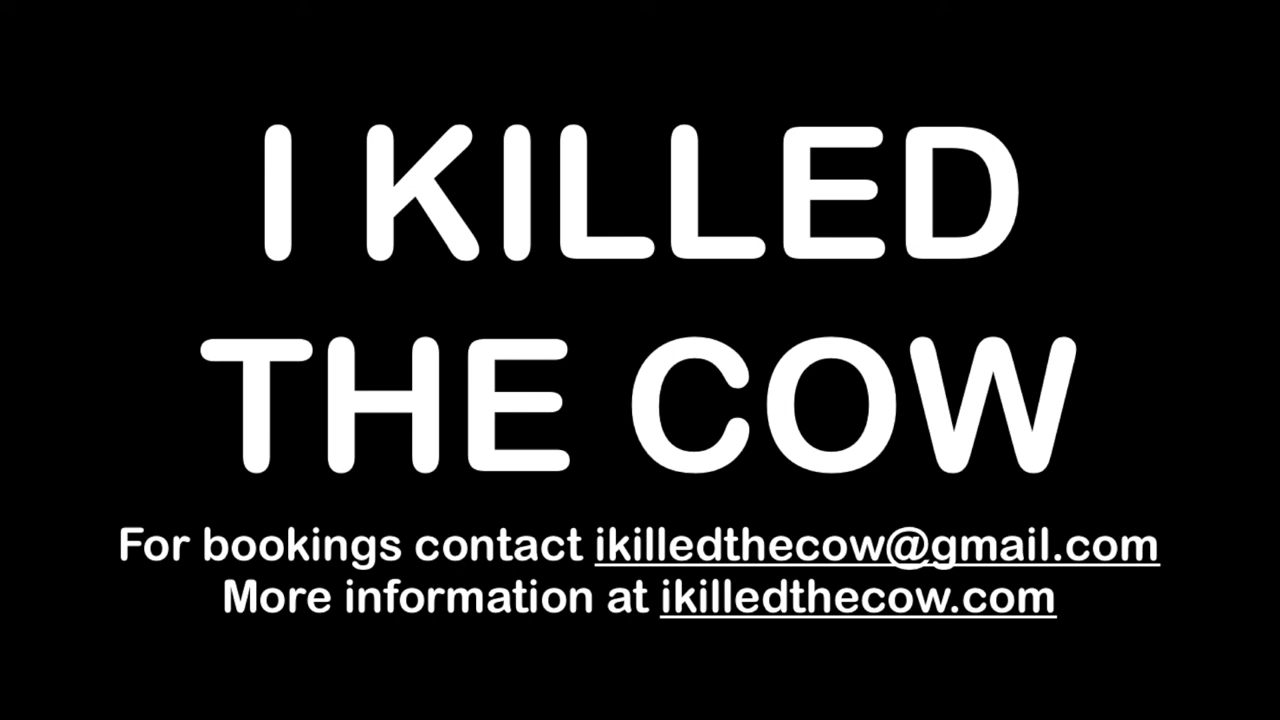 I KILLED
THE COW
For bookings contact ikilledthecow@gmail.com
More information at ikilledthecow.com